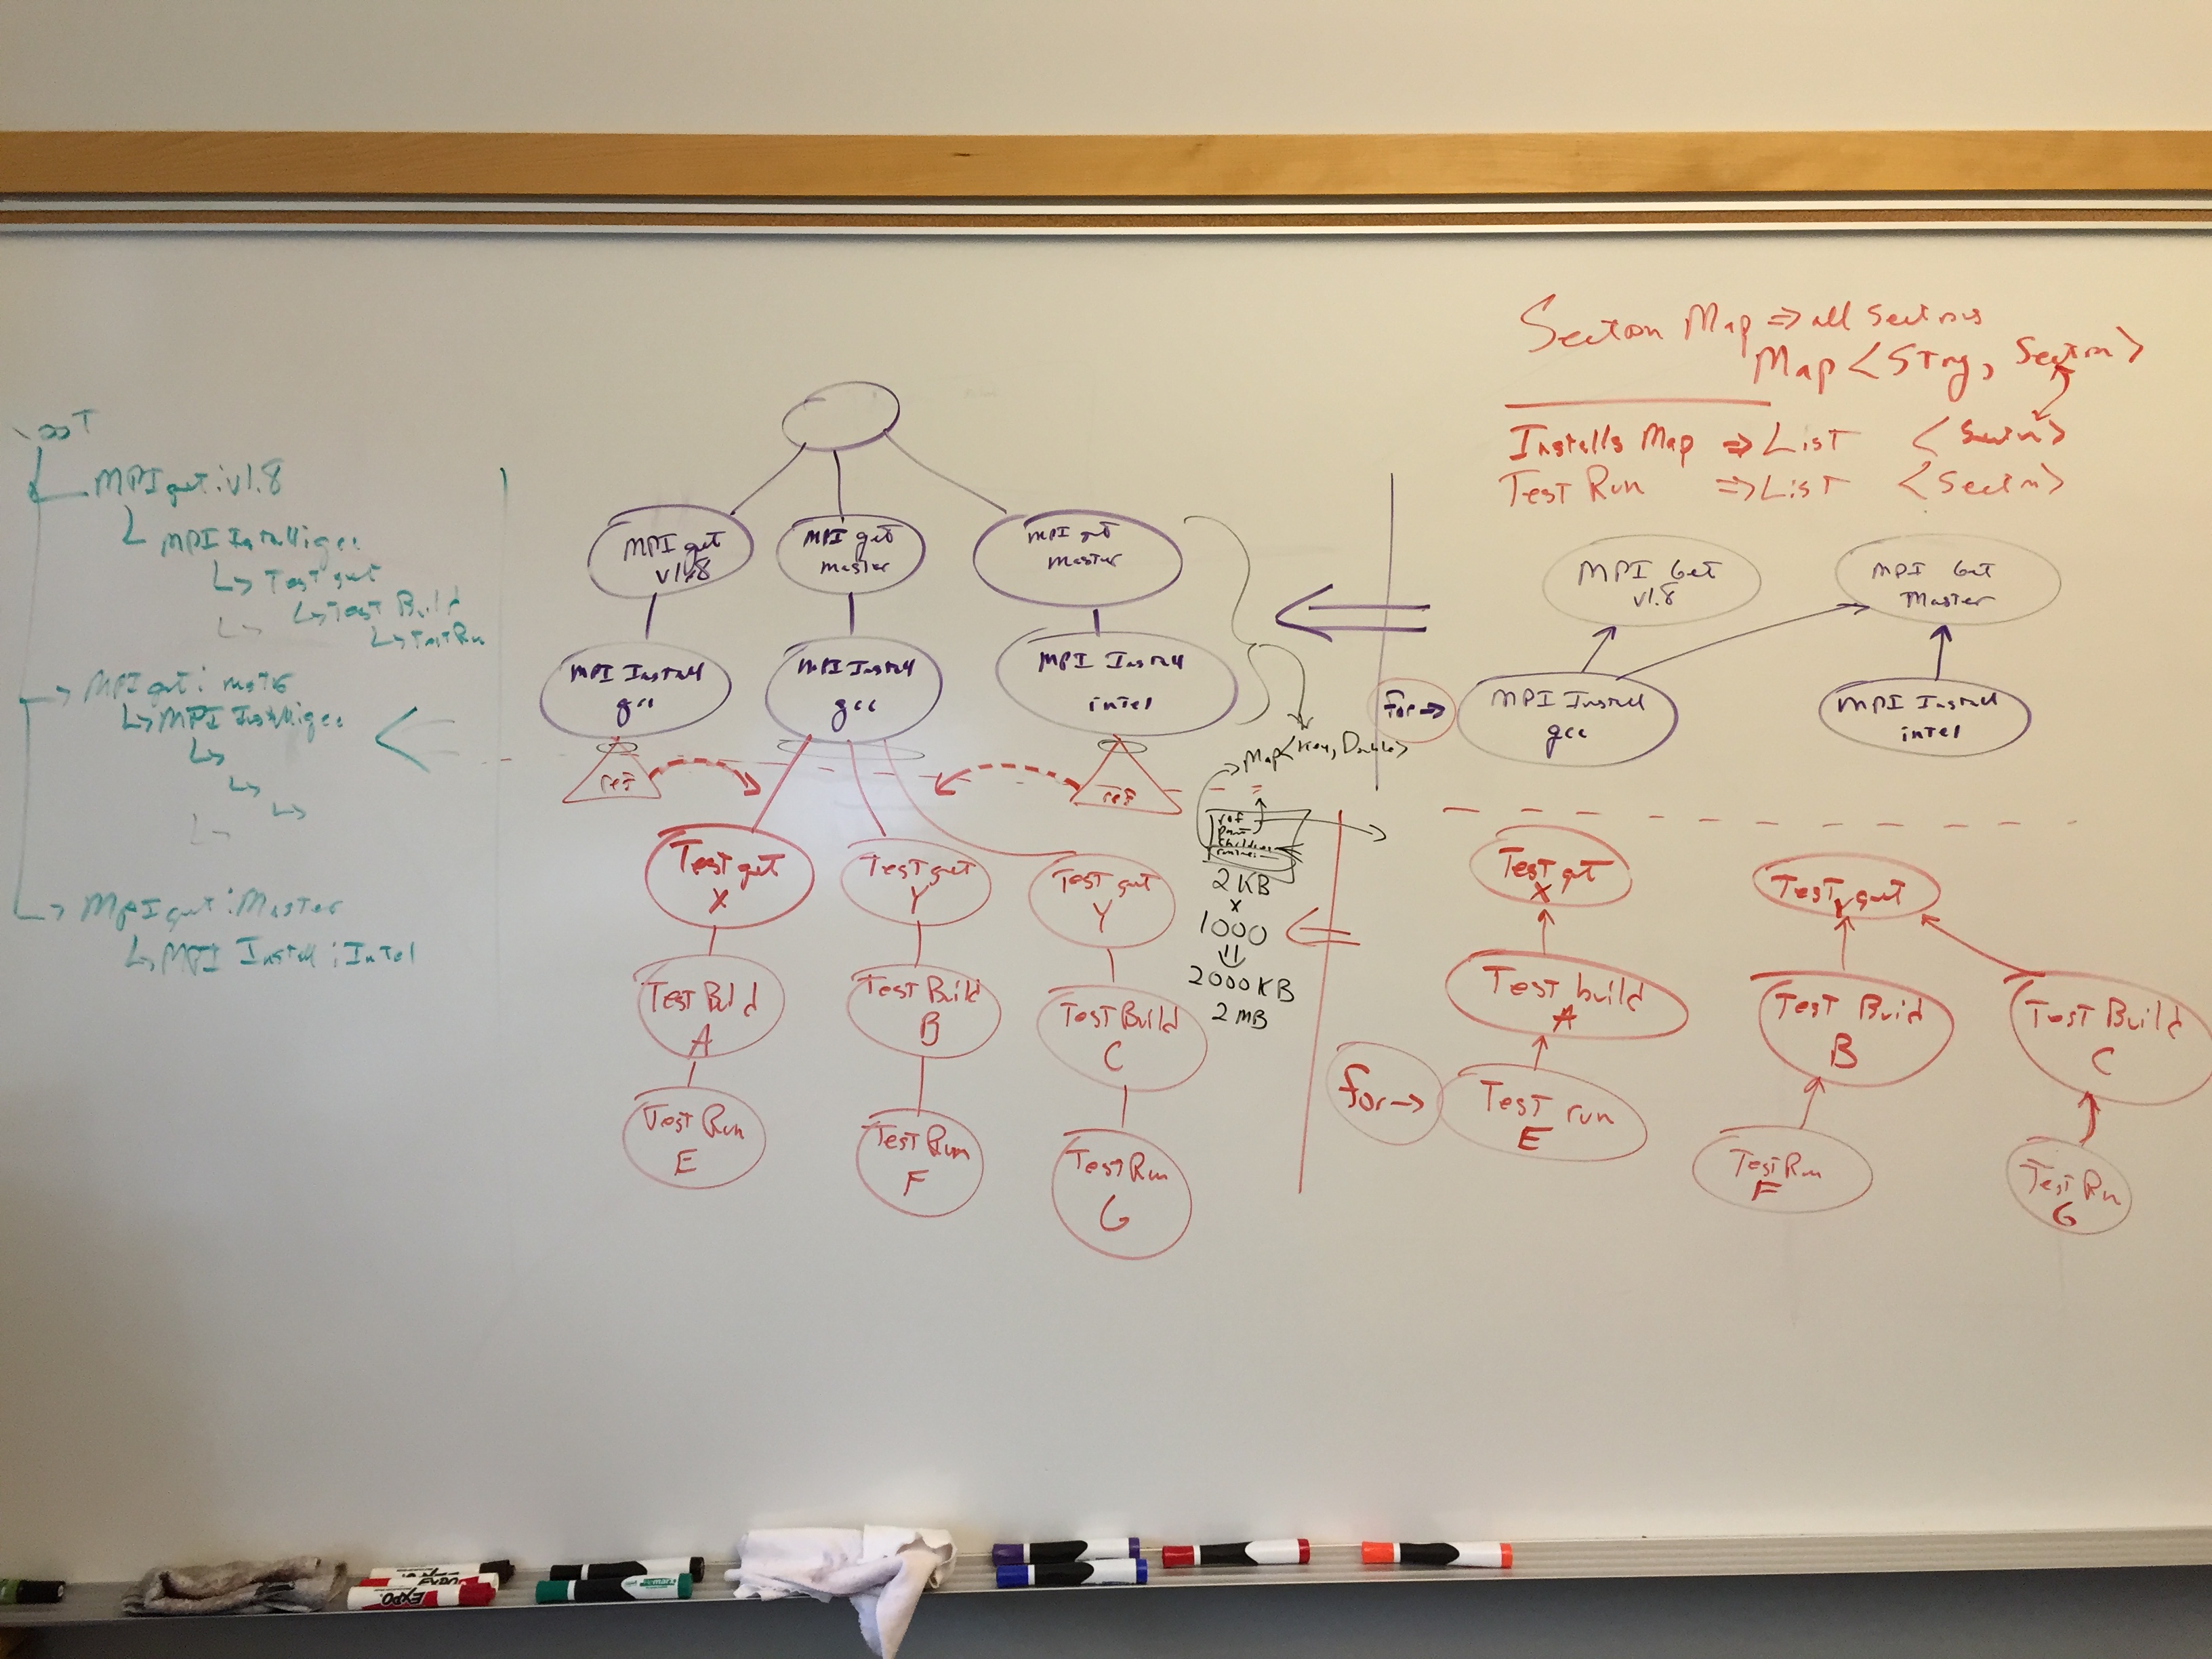 root
MPI get: v1.8
MPI Install: gcc
Test get
Test Build
Test Run
MPI get: master
MPI Install: gcc
MPI get: Master
MPI Install: Intel
MPI get
v1.8
MPI get
master
MPI get
master
MPI Install
gcc
MPI Install
gcc
MPI Install
intel
ref
ref
Test get
X
Test get
Y
Test get
Y
Test Build
A
Test Build
B
Test Build
C
Test Run
E
Test Run
F
Test Run
G
Map<Key, Double>
ref
2 KB
x
1000
2000 KB
2 MB
Section Map => all Sections
Map <String, Section>
Installs Map => List <Section>
Test Run => List <Section>
MPI Get
v1.8
MPI Get
Master
for->
MPI Install
gcc
MPI Install
intel
Test get
X
Test get
Y
Test build
A
Test Build
B
Test Build
C
for->
Test run
E
Test Run
F
Test Run
G
EXPO
EXPO